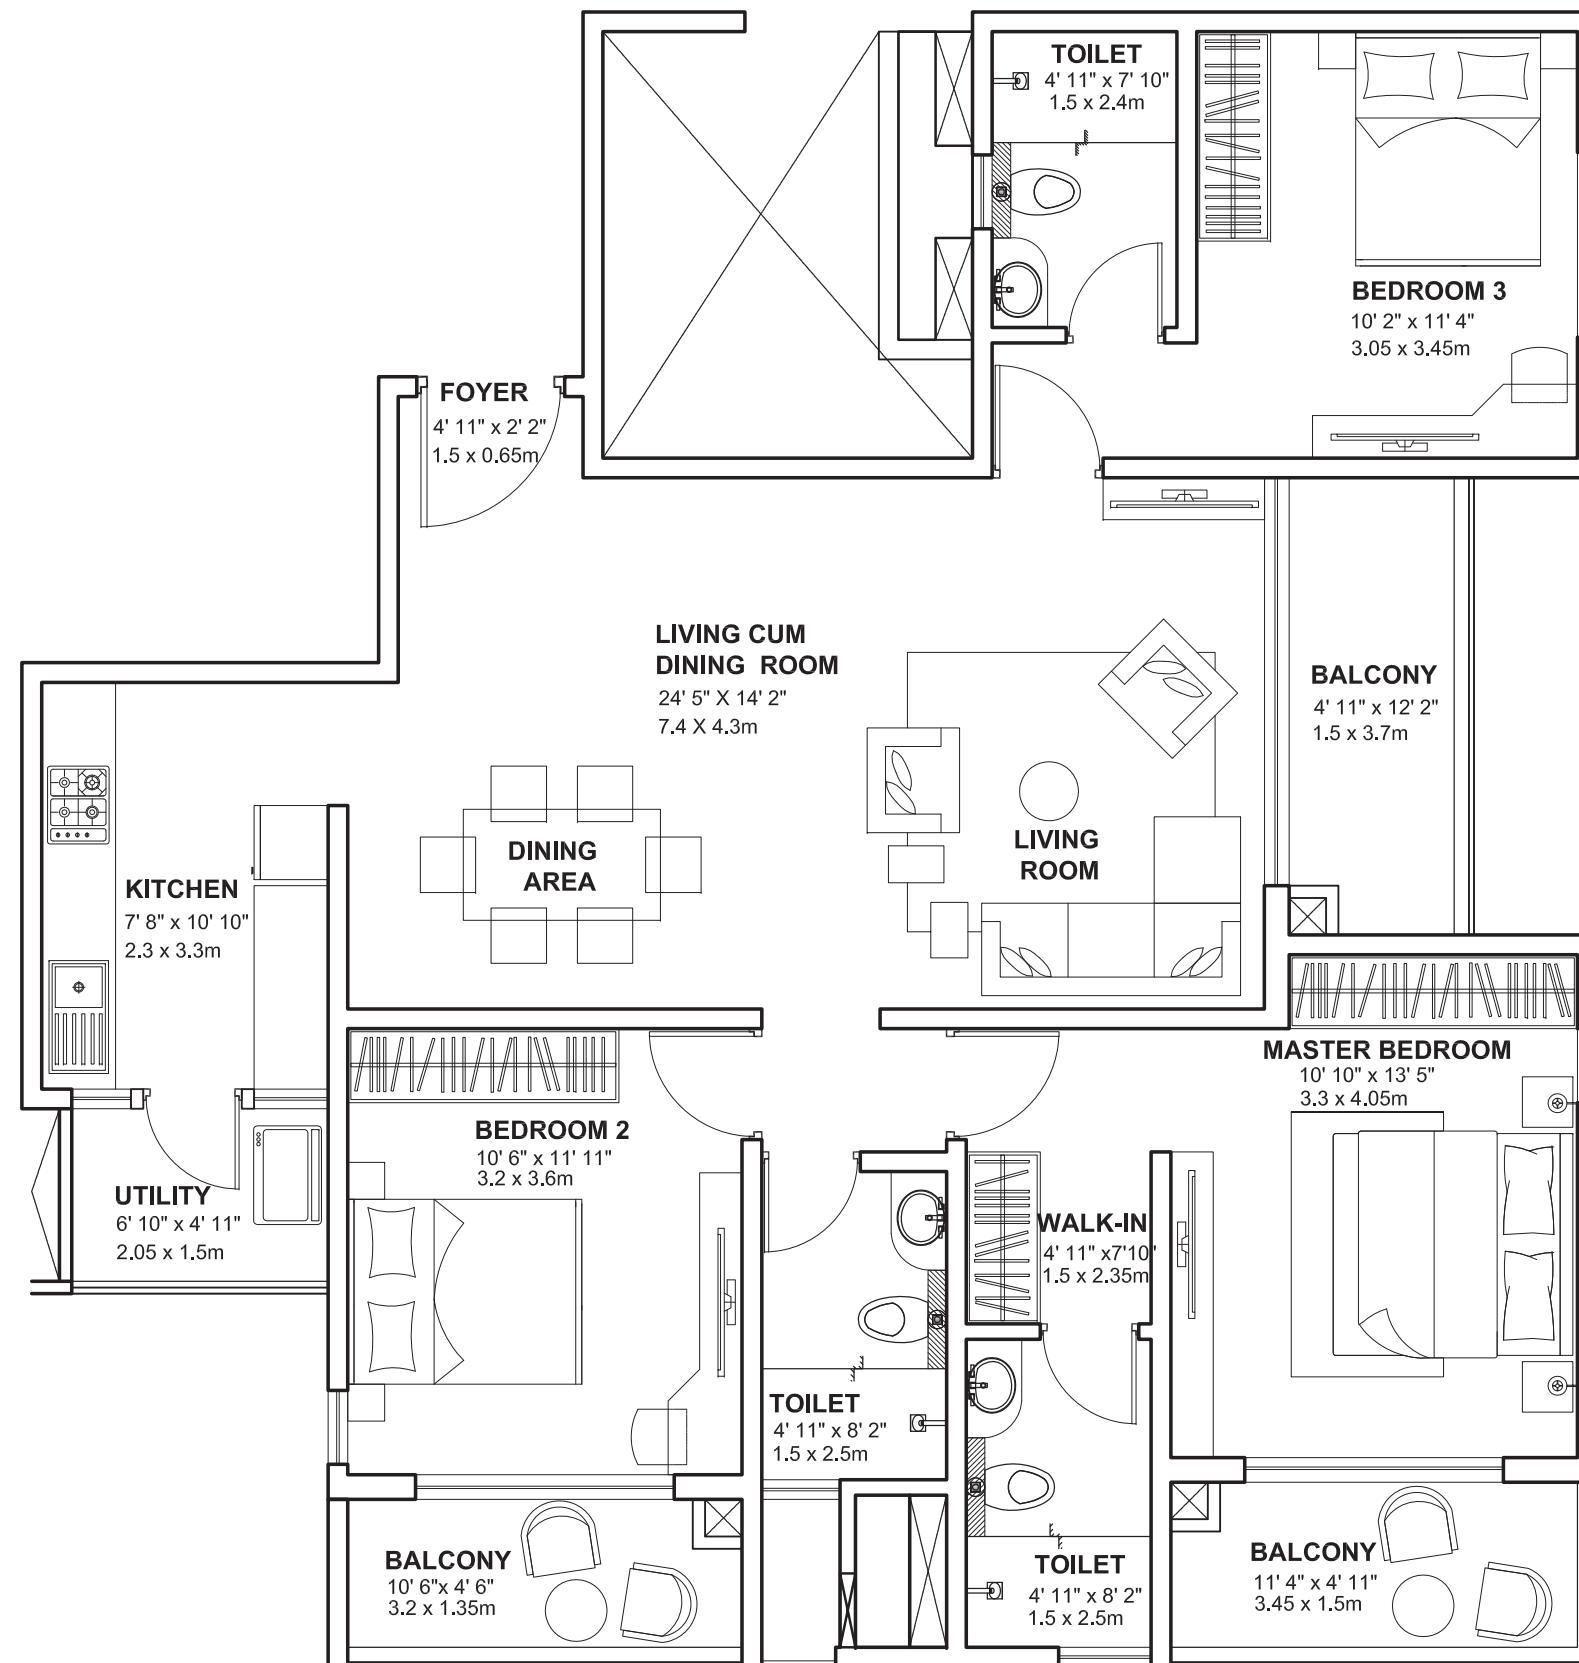 TOILET
4' 11" x 7' 10"
1.5 x 2.4m
BEDROOM 3
10' 2" x 11' 4"
3.05 x 3.45m
FOYER
4' 11" x 2' 2"
1.5 x 0.65m
LIVING CUM
DINING ROOM
24' 5" X 14' 2"
7.4 X 4.3m
BALCONY
4' 11" x 12' 2"
1.5 x 3.7m
DINING
AREA
LIVING
ROOM
KITCHEN
7' 8" x 10' 10"
2.3 x 3.3m
MASTER BEDROOM
10' 10" x 13' 5"
3.3 x 4.05m
BEDROOM 2
10' 6" x 11' 11"
3.2 x 3.6m
UTILITY
6' 10" x 4' 11"
2.05 x 1.5m
WALK-IN
4' 11" x7'10'
1.5 x 2.35m
TOILET
4' 11" x 8' 2"
1.5 x 2.5m
BALCONY
10' 6"x 4' 6"
3.2 x 1.35m
TOILET
4' 11" x 8' 2"
1.5 x 2.5m
BALCONY
11' 4" x 4' 11"
3.45 x 1.5m